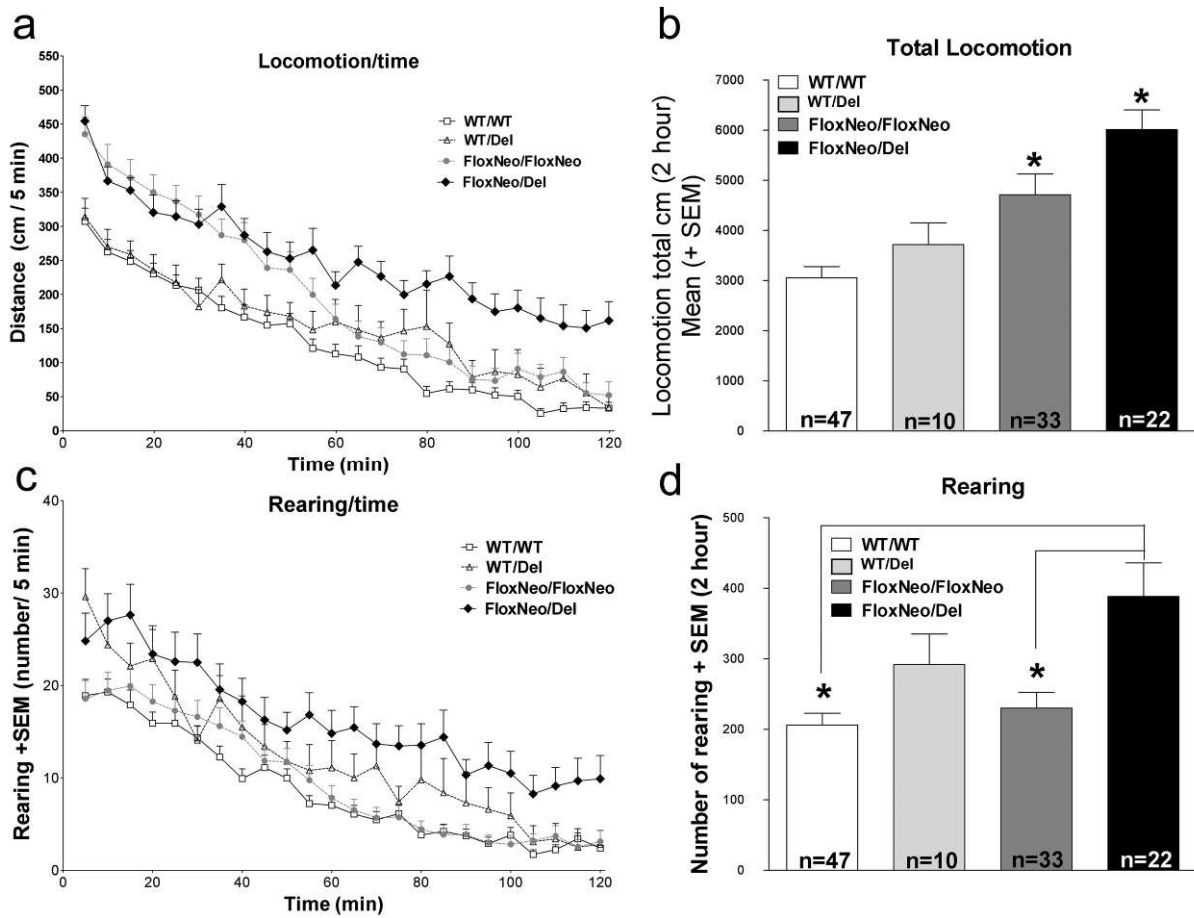 a
Locomotion/time
550
500
450
400
350
300
250
200
150
100
50
0
Distance (cm / 5 min)
WT/WT
WT/Del
FloxNeo/FloxNeo
FloxNeo/Del
0 20 40 60 80 100 120
Time (min)
b
Total Locomotion
7000
6000
5000
4000
3000
2000
1000
0
Locomotion total cm (2 hour)
Mean (+ SEM)
WT/WT
WT/Del
FloxNeo/FloxNeo
FloxNeo/Del
* *
n=47 n=10 n=33 n=22
c
Rearing/time
40
30
20
10
0
Rearing +SEM (number/ 5 min)
WT/WT
WT/Del
FloxNeo/FloxNeo
FloxNeo/Del
0 20 40 60 80 100 120
Time (min)
d
Rearing
500
400
300
200
100
0
Number of rearing + SEM (2 hour)
WT/WT
WT/Del
FloxNeo/FloxNeo
FloxNeo/Del
* *
n=47 n=10 n=33 n=22